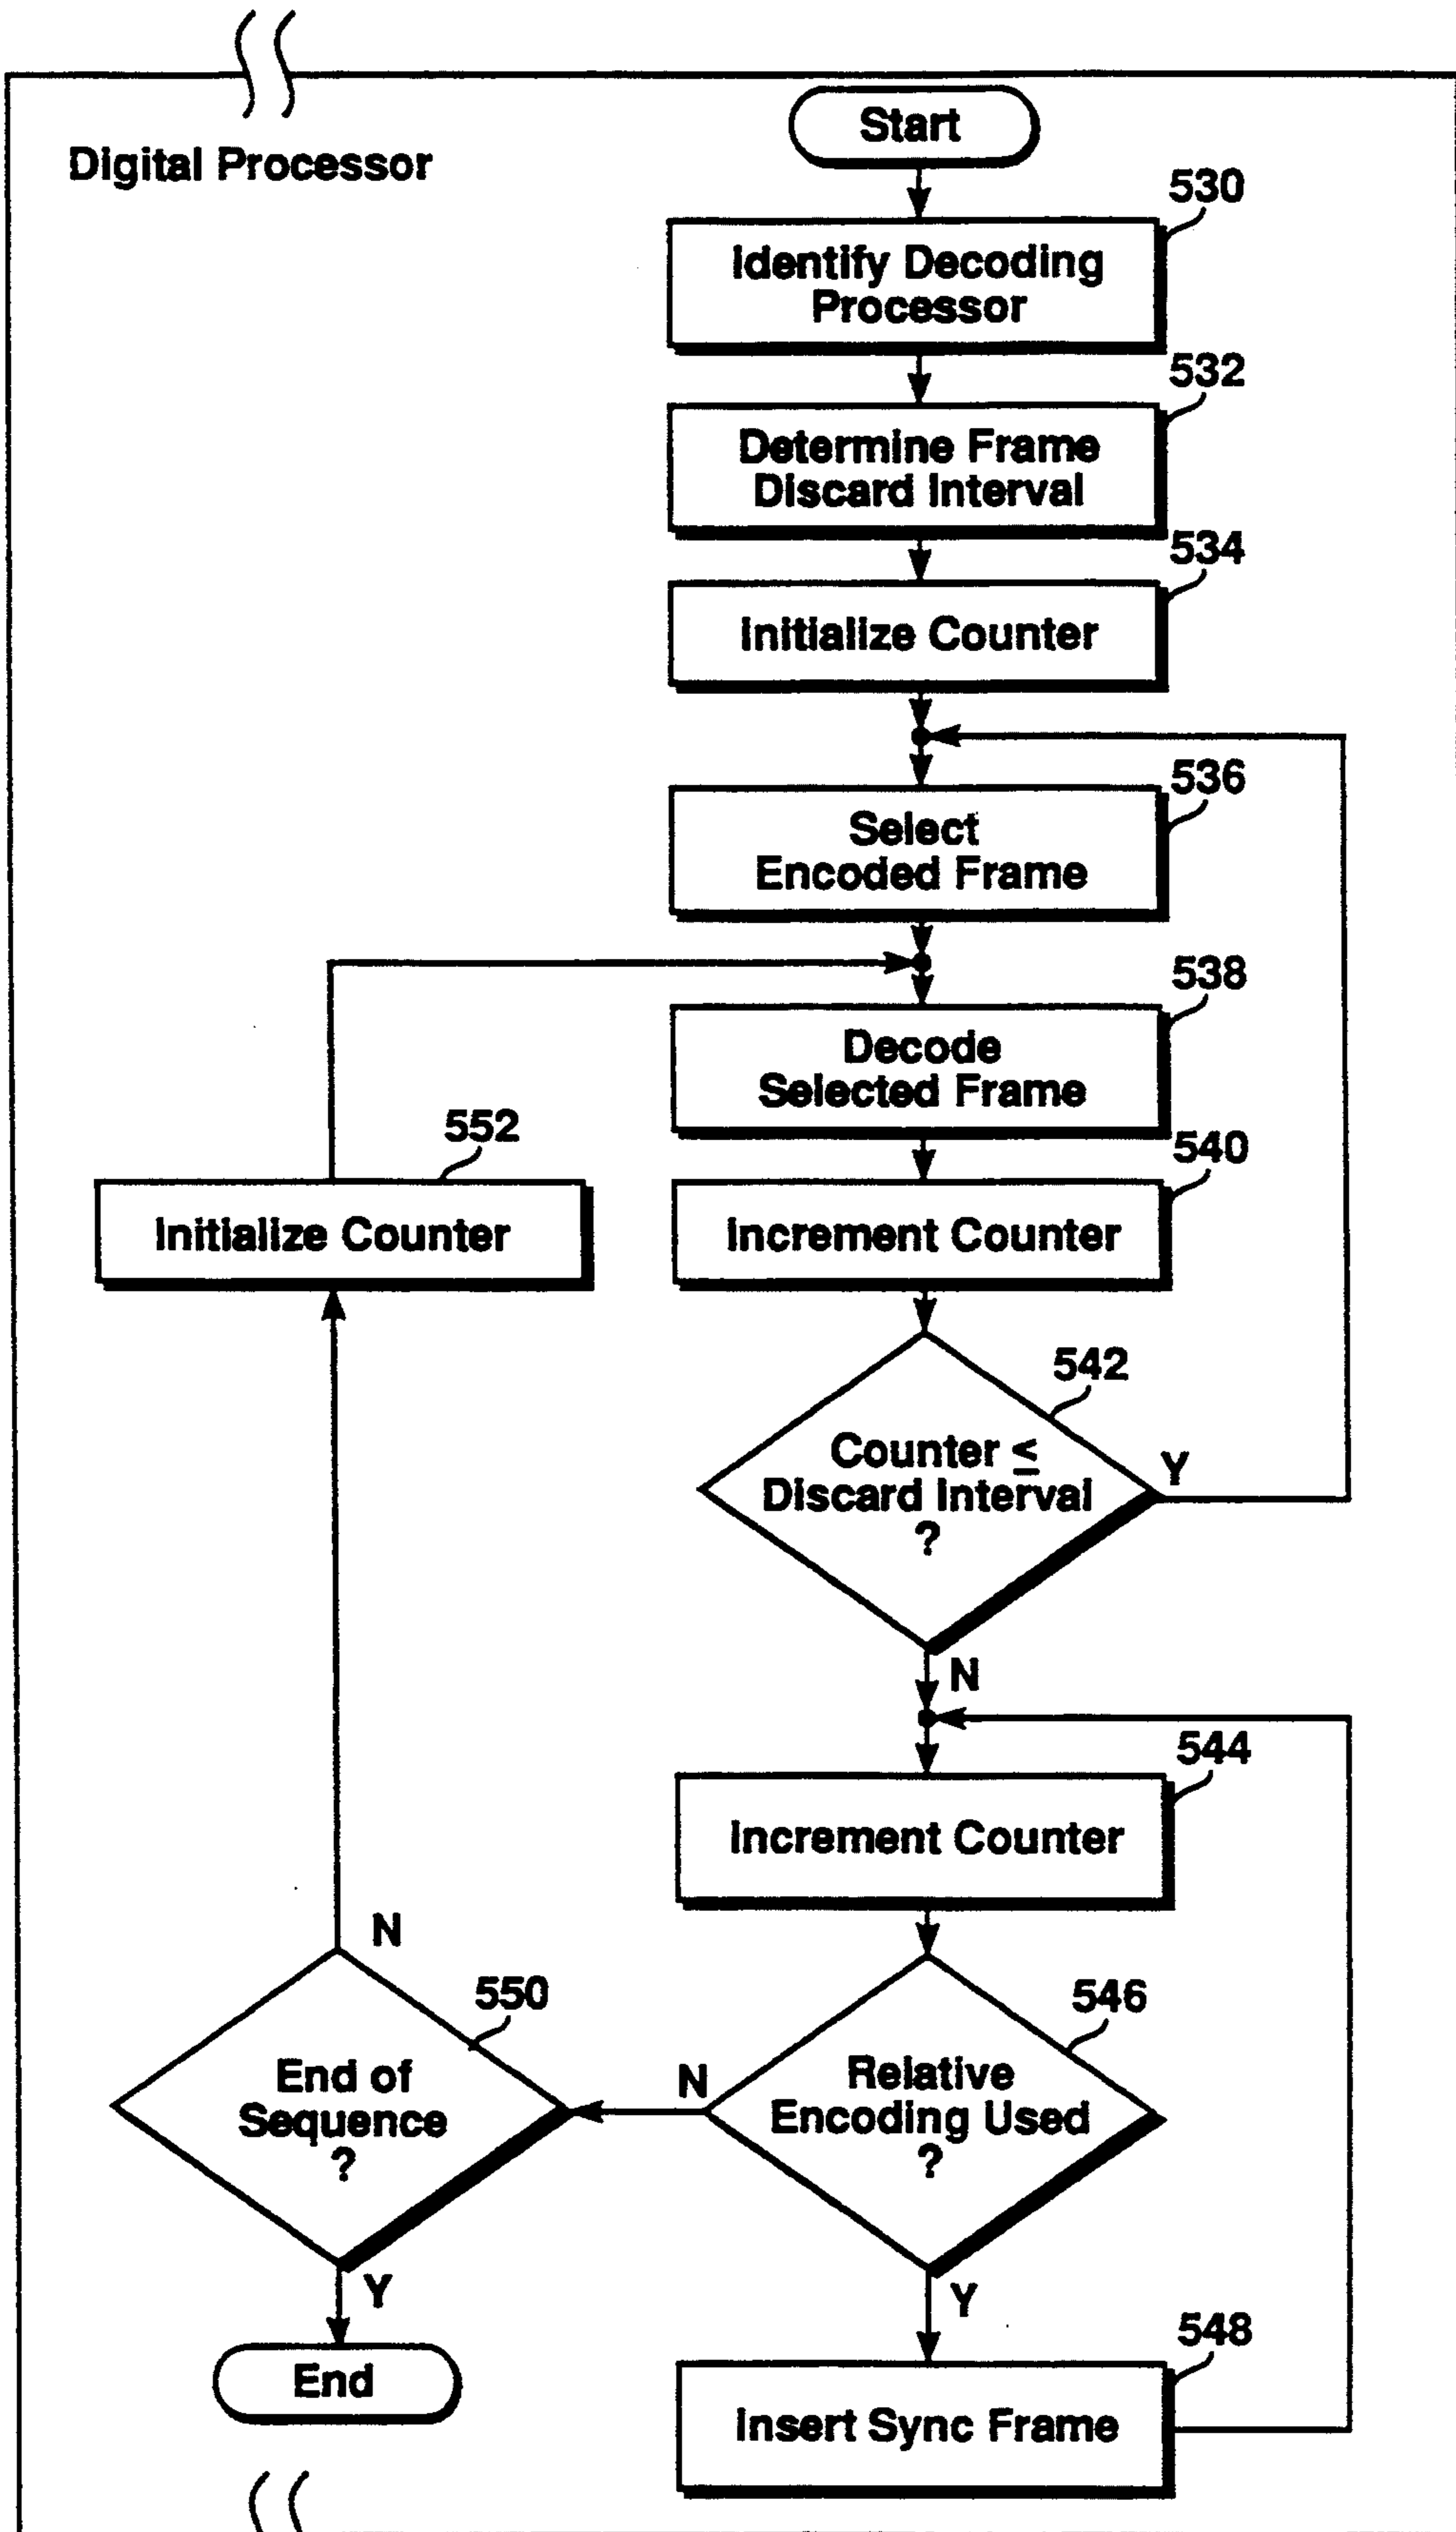 Digital Processor
Start
530
Identify Decoding
Processor
532
Determine Frame
Discard Interval
534
Initialize Counter
536
Select
Encoded Frame
538
Decode
Selected Frame
552
Initialize Counter
540
Increment Counter
542
Counter ≤
Discard Interval
?
Y
N
544
Increment Counter
N
550
End of
Sequence
?
N
546
Relative
Encoding Used
?
Y
Y
End
548
Insert Sync Frame